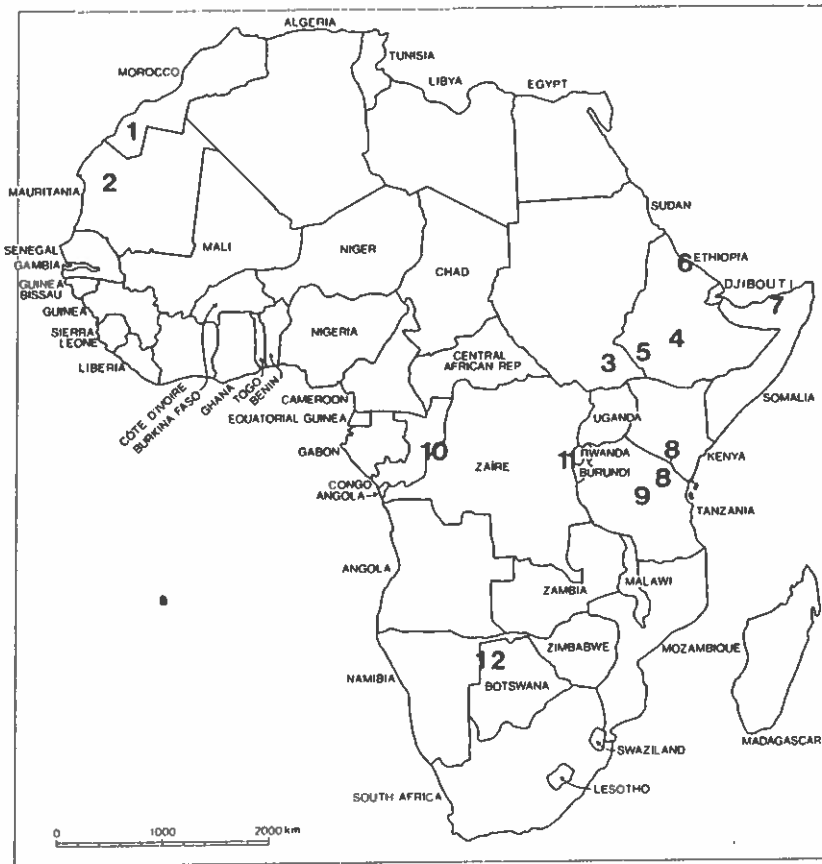 ALGERIA
TUNISIA
MOROCCO
LIBYA
EGYPT
1
2
MAURITANIA
SUDAN
MALI
NIGER
SENEGAL
GAMBIA
CHAD
6 ETHIOPIA
DJIBOUTI
7
GUINEA
BISSAU
GUINEA
NIGERIA
SIERRA
LEONE
4
5
3
LIBERIA
CENTRAL
AFRICAN REP
CÔTE D'IVOIRE
BURKINA FASO
GHANA
TOGO
BENIN
CAMEROON
SOMALIA
EQUATORIAL GUINEA
UGANDA
GABON
10
ZAÏRE
11
RWANDA
BURUNDI
8
KENYA
8
9
CONGO
ANGOLA
TANZANIA
ANGOLA
ZAMBIA
MALAWI
ZIMBABWE
MOZAMBIQUE
12
NAMIBIA
BOTSWANA
MADAGASCAR
SWAZILAND
LESOTHO
SOUTH AFRICA
0 1000 2000 km